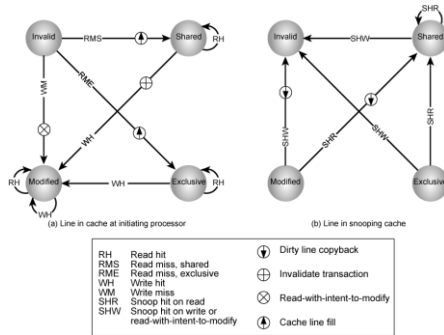 Invalid
RMS
Shared
RH
RME
WM
WH
RH
Modified
WH
Exclusive
RH
WH
(a) Line in cache at initiating processor
SHR
Invalid
SHW
Shared
SHW
SHR
SHW
SHR
Modified
Exclusive
(b) Line in snooping cache
RH Read hit
RMS Read miss, shared
RME Read miss, exclusive
WH Write hit
WM Write miss
SHR Snoop hit on read
SHW Snoop hit on write or
read-with-intent-to-modify
Dirty line copyback
Invalidate transaction
Read-with-intent-to-modify
Cache line fill